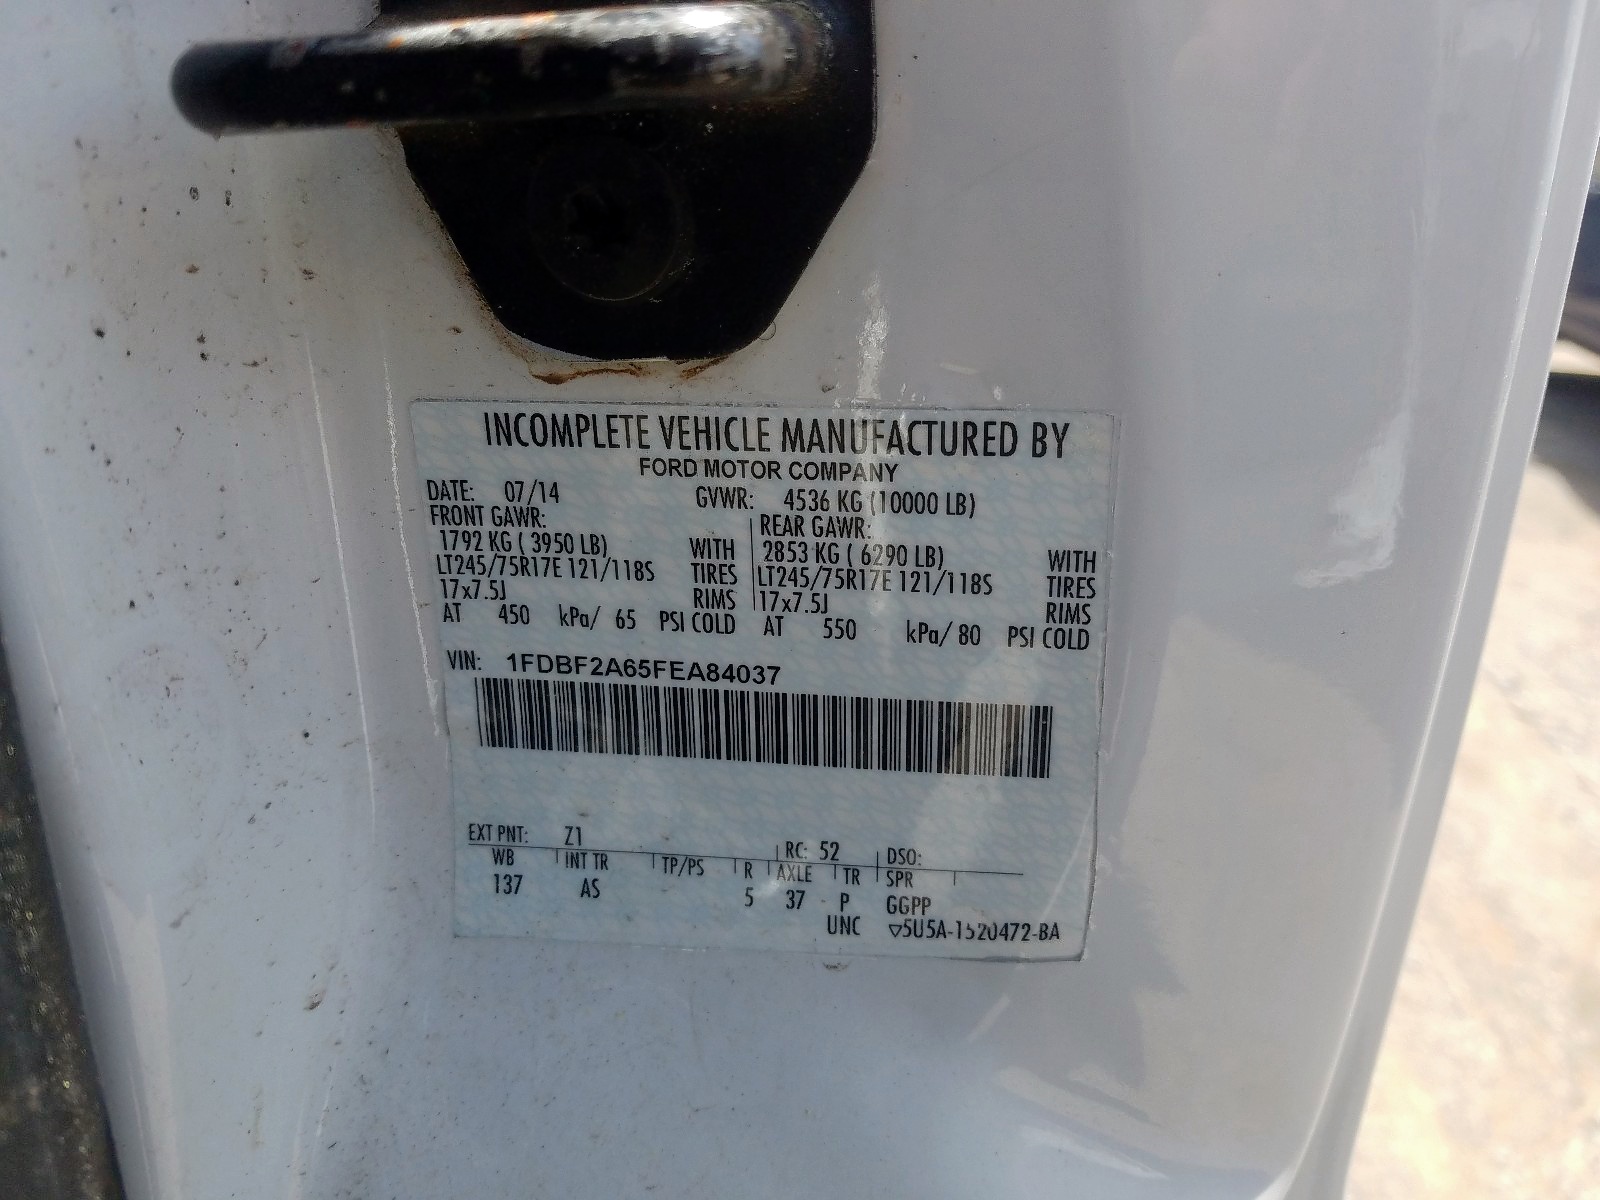 INCOMPLETE VEHICLE MANUFACTURED BY
FORD MOTOR COMPANY
DATE: 07/14 GVWR: 4536 KG (10000 LB)
FRONT GAWR: REAR GAWR:
1792 KG ( 3950 LB) WITH 2853 KG ( 6290 LB) WITH
LT245/75R17E 121/118S TIRES LT245/75R17E 121/118S TIRES
17x7.5J RIMS 17x7.5J RIMS
AT 450 kPa/ 65 PSI COLD AT 550 kPa/ 80 PSI COLD
VIN: 1FDBF2A65FEA84037
EXT PNT: Z1 RC: 52 DSO:
WB INT TR TP/PS R AXLE TR SPR
137 AS 5 37 P GGPP
UNC ▽5U5A-1520472-BA